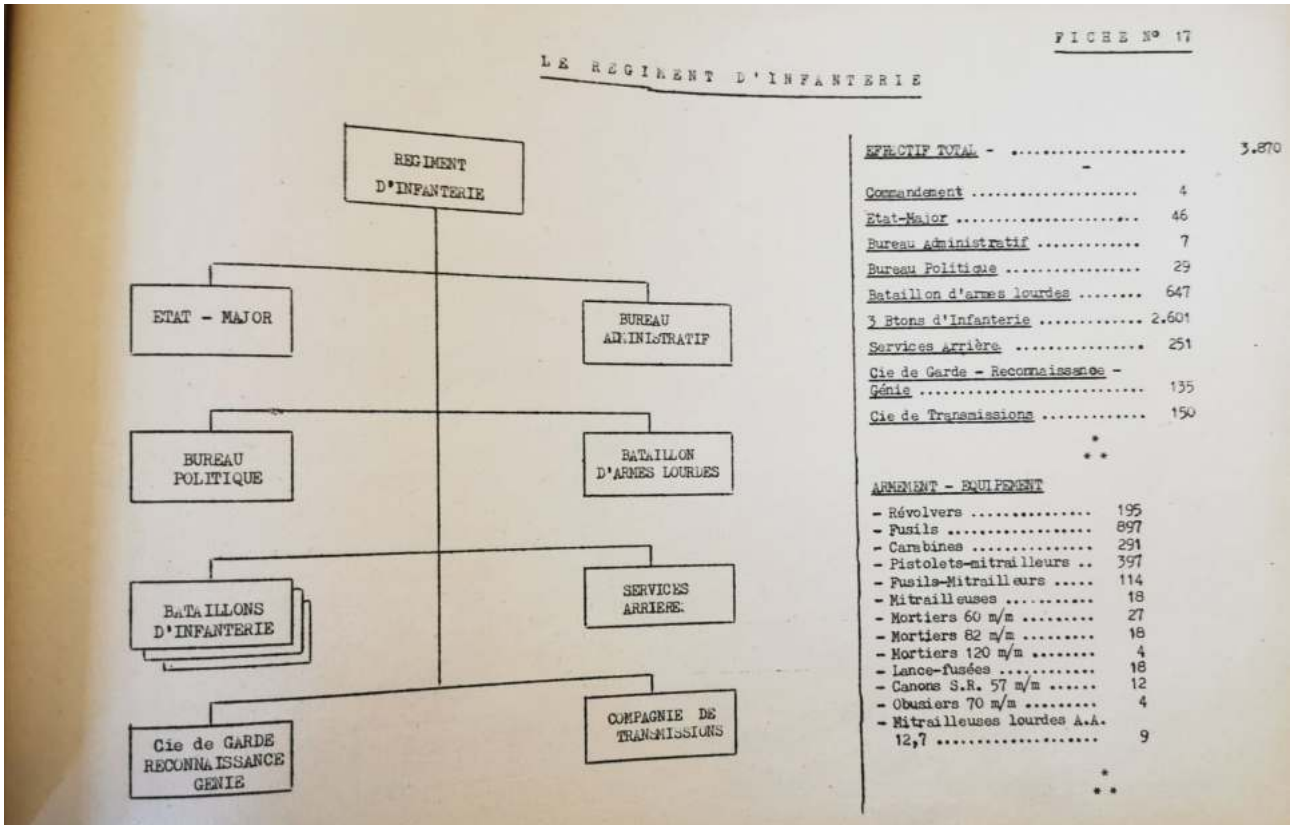 FICHE Nº 17
LE REGIMENT D'INFANTERIE
REGIMENT
D'INFANTERIE
ETAT - MAJOR
BUREAU
ADMINISTRATIF
BUREAU
POLITIQUE
BATAILLON
D'ARMES LOURDES
BATAILLONS
D'INFANTERIE
SERVICES
ARRIERE
Cie de GARDE
RECONNAISSANCE
GENIE
COMPAGNIE DE
TRANSMISSIONS
EFFECTIF TOTAL - ...................... 3.870
-
Commandement ...................... 4
Etat-Major ........................ 46
Bureau Administratif ............. 7
Bureau Politique ................. 29
Bataillon d'armes lourdes ........ 647
3 Btons d'Infanterie ............. 2.601
Services Arrière ................ 251
Cie de Garde - Reconnaissance -
Génie ............................ 135
Cie de Transmissions ............. 150
*
* *
ARMEMENT - EQUIPEMENT
- Révolvers ............... 195
- Fusils .................. 897
- Carabines ............... 291
- Pistolets-mitrailleurs .. 397
- Fusils-Mitrailleurs ..... 114
- Mitrailleuses ........... 18
- Mortiers 60 m/m ......... 27
- Mortiers 82 m/m ......... 18
- Mortiers 120 m/m ........ 4
- Lance-fusées ............ 18
- Canons S.R. 57 m/m ...... 12
- Obusiers 70 m/m ......... 4
- Mitrailleuses lourdes A.A.
12,7 .................... 9
*
* *